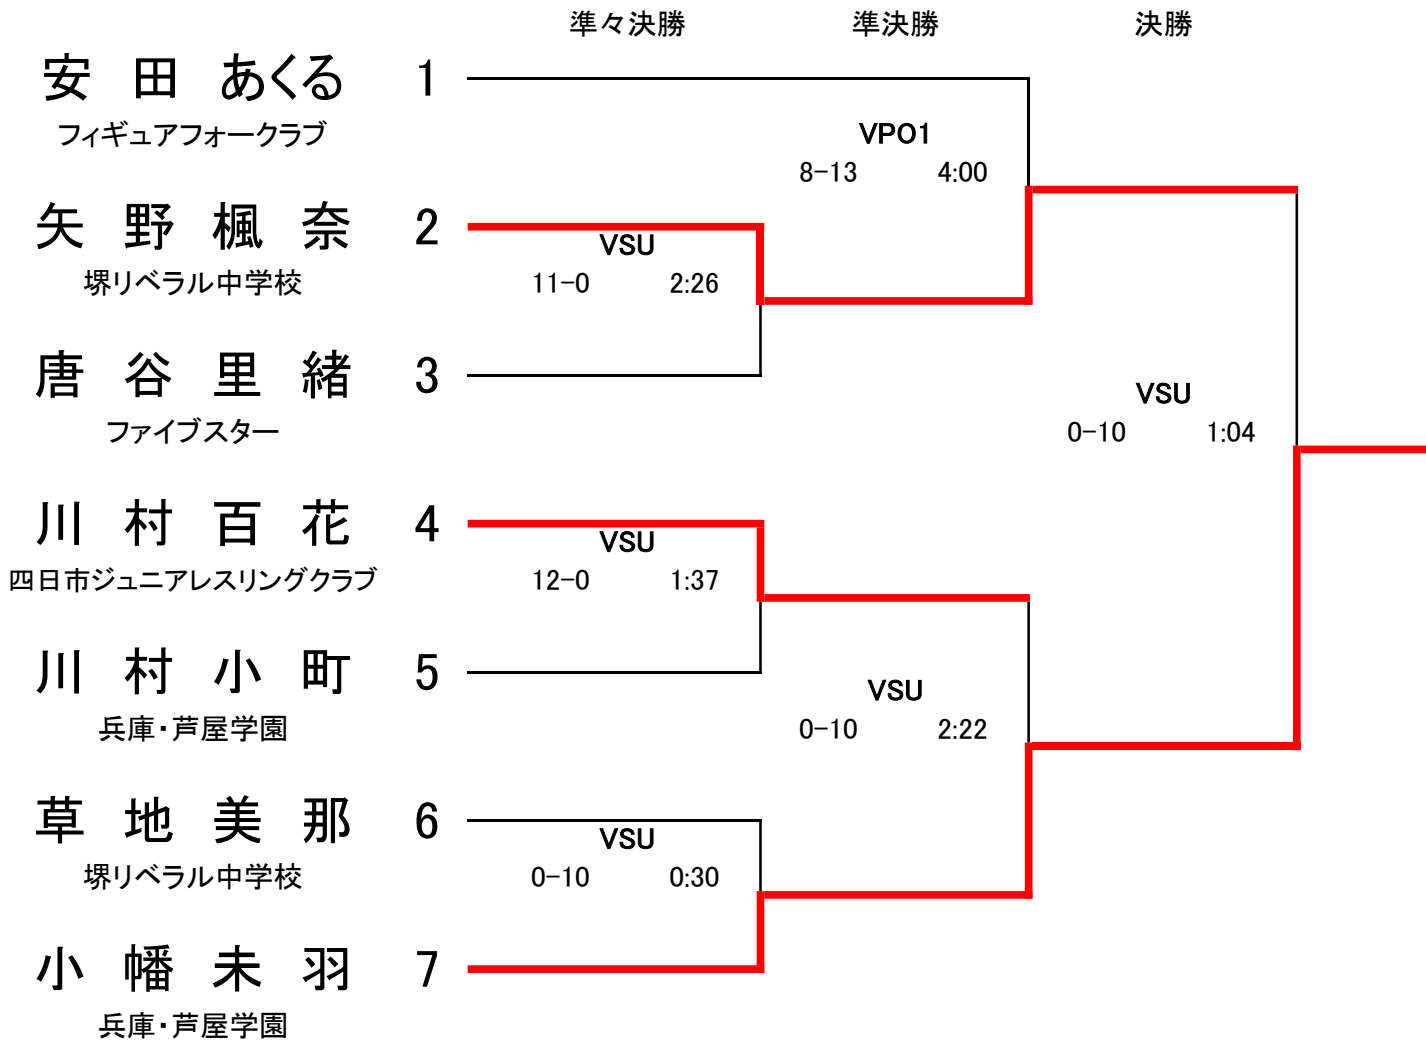 準々決勝 準決勝 決勝
安田 あくる 1
フィギュアフォークラブ
VPO1
8-13 4:00
矢野楓奈 2
VSU
堺リベラル中学校
11-0 2:26
唐谷里緒 3
ファイブスター
VSU
0-10 1:04
川村百花 4
VSU
四日市ジュニアレスリングクラブ
12-0 1:37
川村小町 5
兵庫・芦屋学園
VSU
0-10 2:22
草地美那 6
VSU
堺リベラル中学校
0-10 0:30
小幡未羽 7
兵庫・芦屋学園